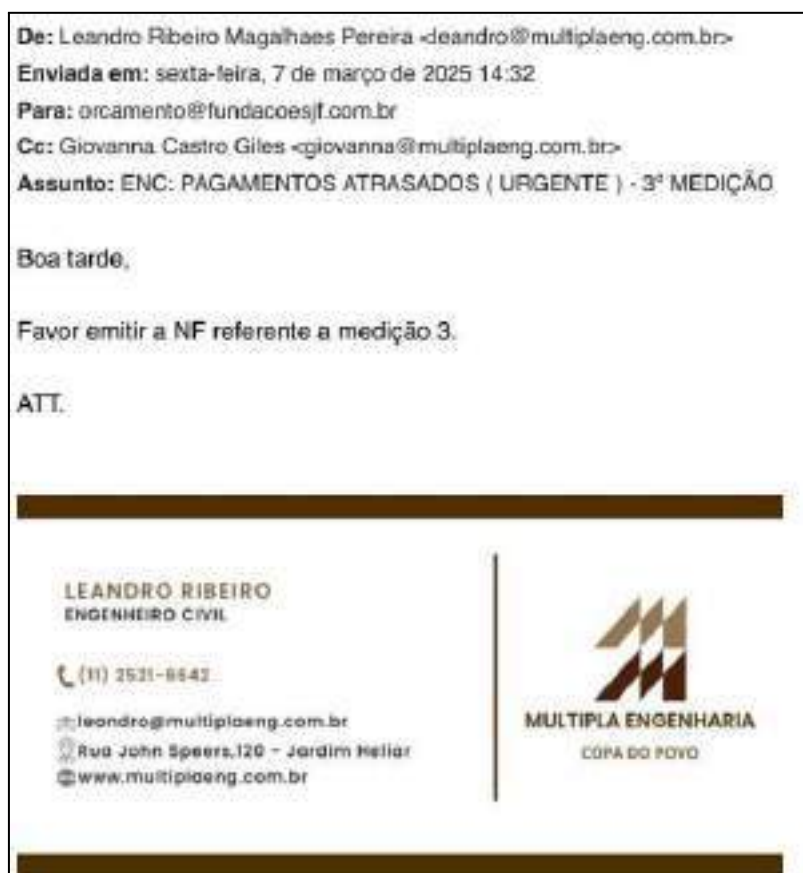 De: Leandro Ribeiro Magalhaes Pereira <leandro@multiplaeng.com.br>
Enviada em: sexta-feira, 7 de março de 2025 14:32
Para: orcamento@fundacoesjf.com.br
Cc: Giovanna Castro Giles <giovanna@multiplaeng.com.br>
Assunto: ENC: PAGAMENTOS ATRASADOS ( URGENTE ) - 3ª MEDIÇÃO
Boa tarde,
Favor emitir a NF referente a medição 3.
ATT.
LEANDRO RIBEIRO
ENGENHEIRO CIVIL
(11) 2521-6642
leandro@multiplaeng.com.br
Rua John Speers,120 - Jardim Heliar
www.multiplaeng.com.br
MULTIPLA ENGENHARIA
COPA DO POVO